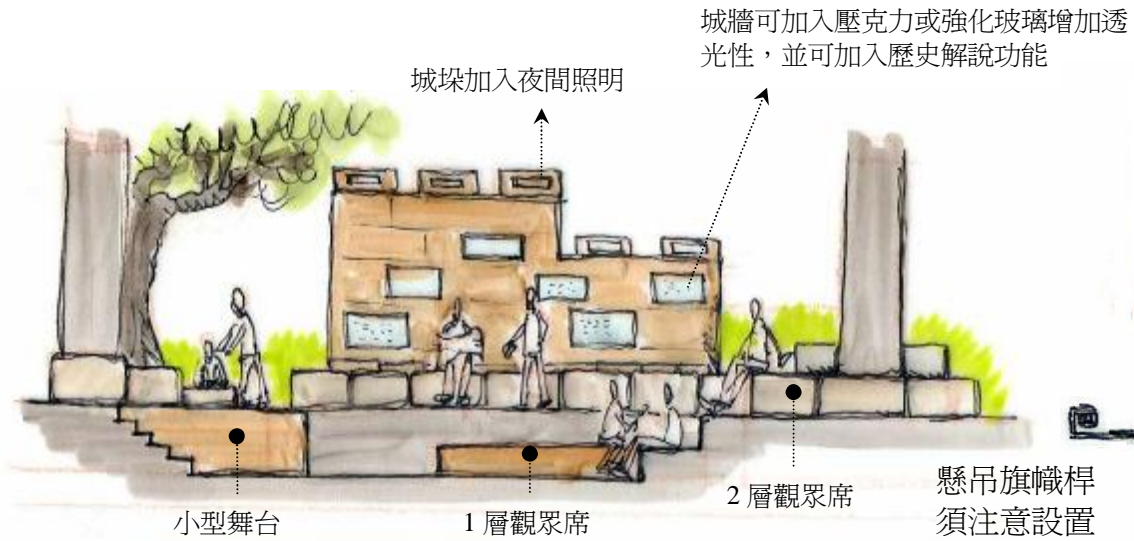 城牆可加入壓克力或強化玻璃增加透
光性，並可加入歷史解說功能
城垛加入夜間照明
小型舞台
1 層觀眾席
2 層觀眾席
懸吊旗幟桿
須注意設置